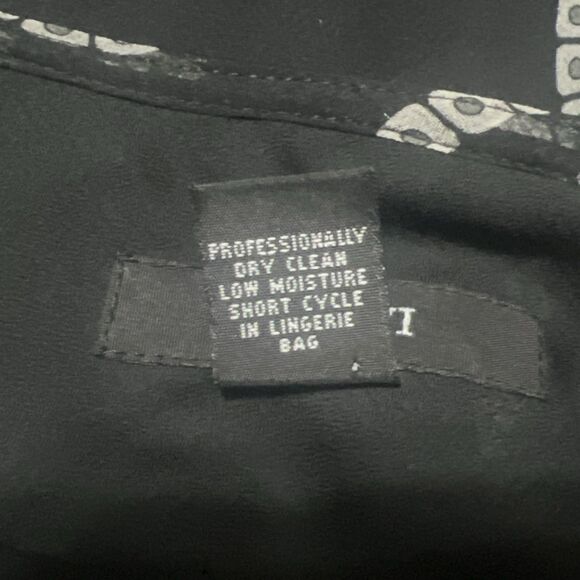 PROFESSIONALLY
DRY CLEAN
LOW MOISTURE
SHORT CYCLE
IN LINGERIE
BAG